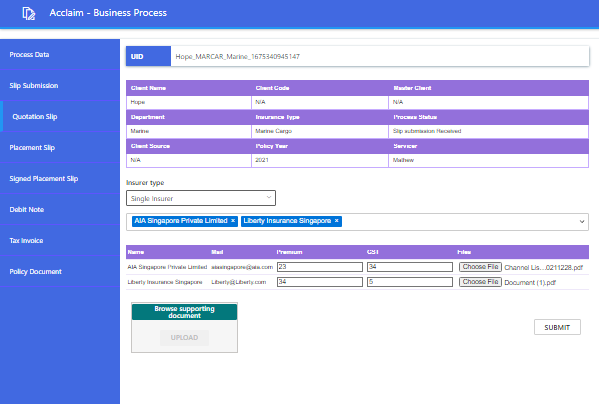 Acclaim - Business Process
Process Data
Slip Submission
Quotation Slip
Placement Slip
Signed Placement Slip
Debit Note
Tax Invoice
Policy Document
UID Hope_MARCAR_Marine_1675340945147
Client Name Client Code Master Client
Hope N/A N/A
Department Insurance Type Process Status
Marine Marine Cargo Slip submission Received
Client Source Policy Year Servicer
N/A 2021 Mathew
Insurer type
Single Insurer
AIA Singapore Private Limited × Liberty Insurance Singapore ×
Name Mail Premium GST Files
AIA Singapore Private Limited aiasingapore@aia.com 23 34 Choose File Channel Lis...0211228.pdf
Liberty Insurance Singapore Liberty@Liberty.com 34 5 Choose File Document (1).pdf
Browse supporting
document
UPLOAD
SUBMIT